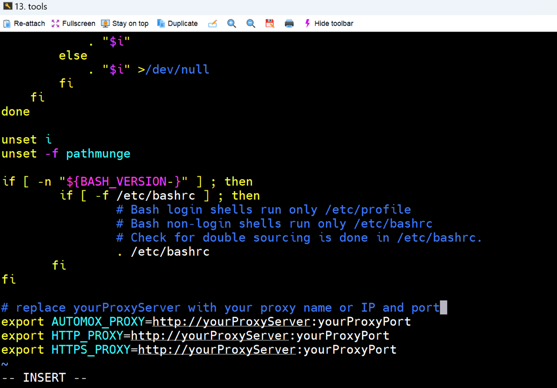 13. tools
Re-attach Fullscreen Stay on top Duplicate Hide toolbar
. "$i"
else
. "$i" >/dev/null
fi
fi
done
unset i
unset -f pathmunge
if [ -n "${BASH_VERSION-}" ] ; then
if [ -f /etc/bashrc ] ; then
# Bash login shells run only /etc/profile
# Bash non-login shells run only /etc/bashrc
# Check for double sourcing is done in /etc/bashrc.
. /etc/bashrc
fi
fi
# replace yourProxyServer with your proxy name or IP and port
export AUTOMOX_PROXY=http://yourProxyServer:yourProxyPort
export HTTP_PROXY=http://yourProxyServer:yourProxyPort
export HTTPS_PROXY=http://yourProxyServer:yourProxyPort
~
-- INSERT --